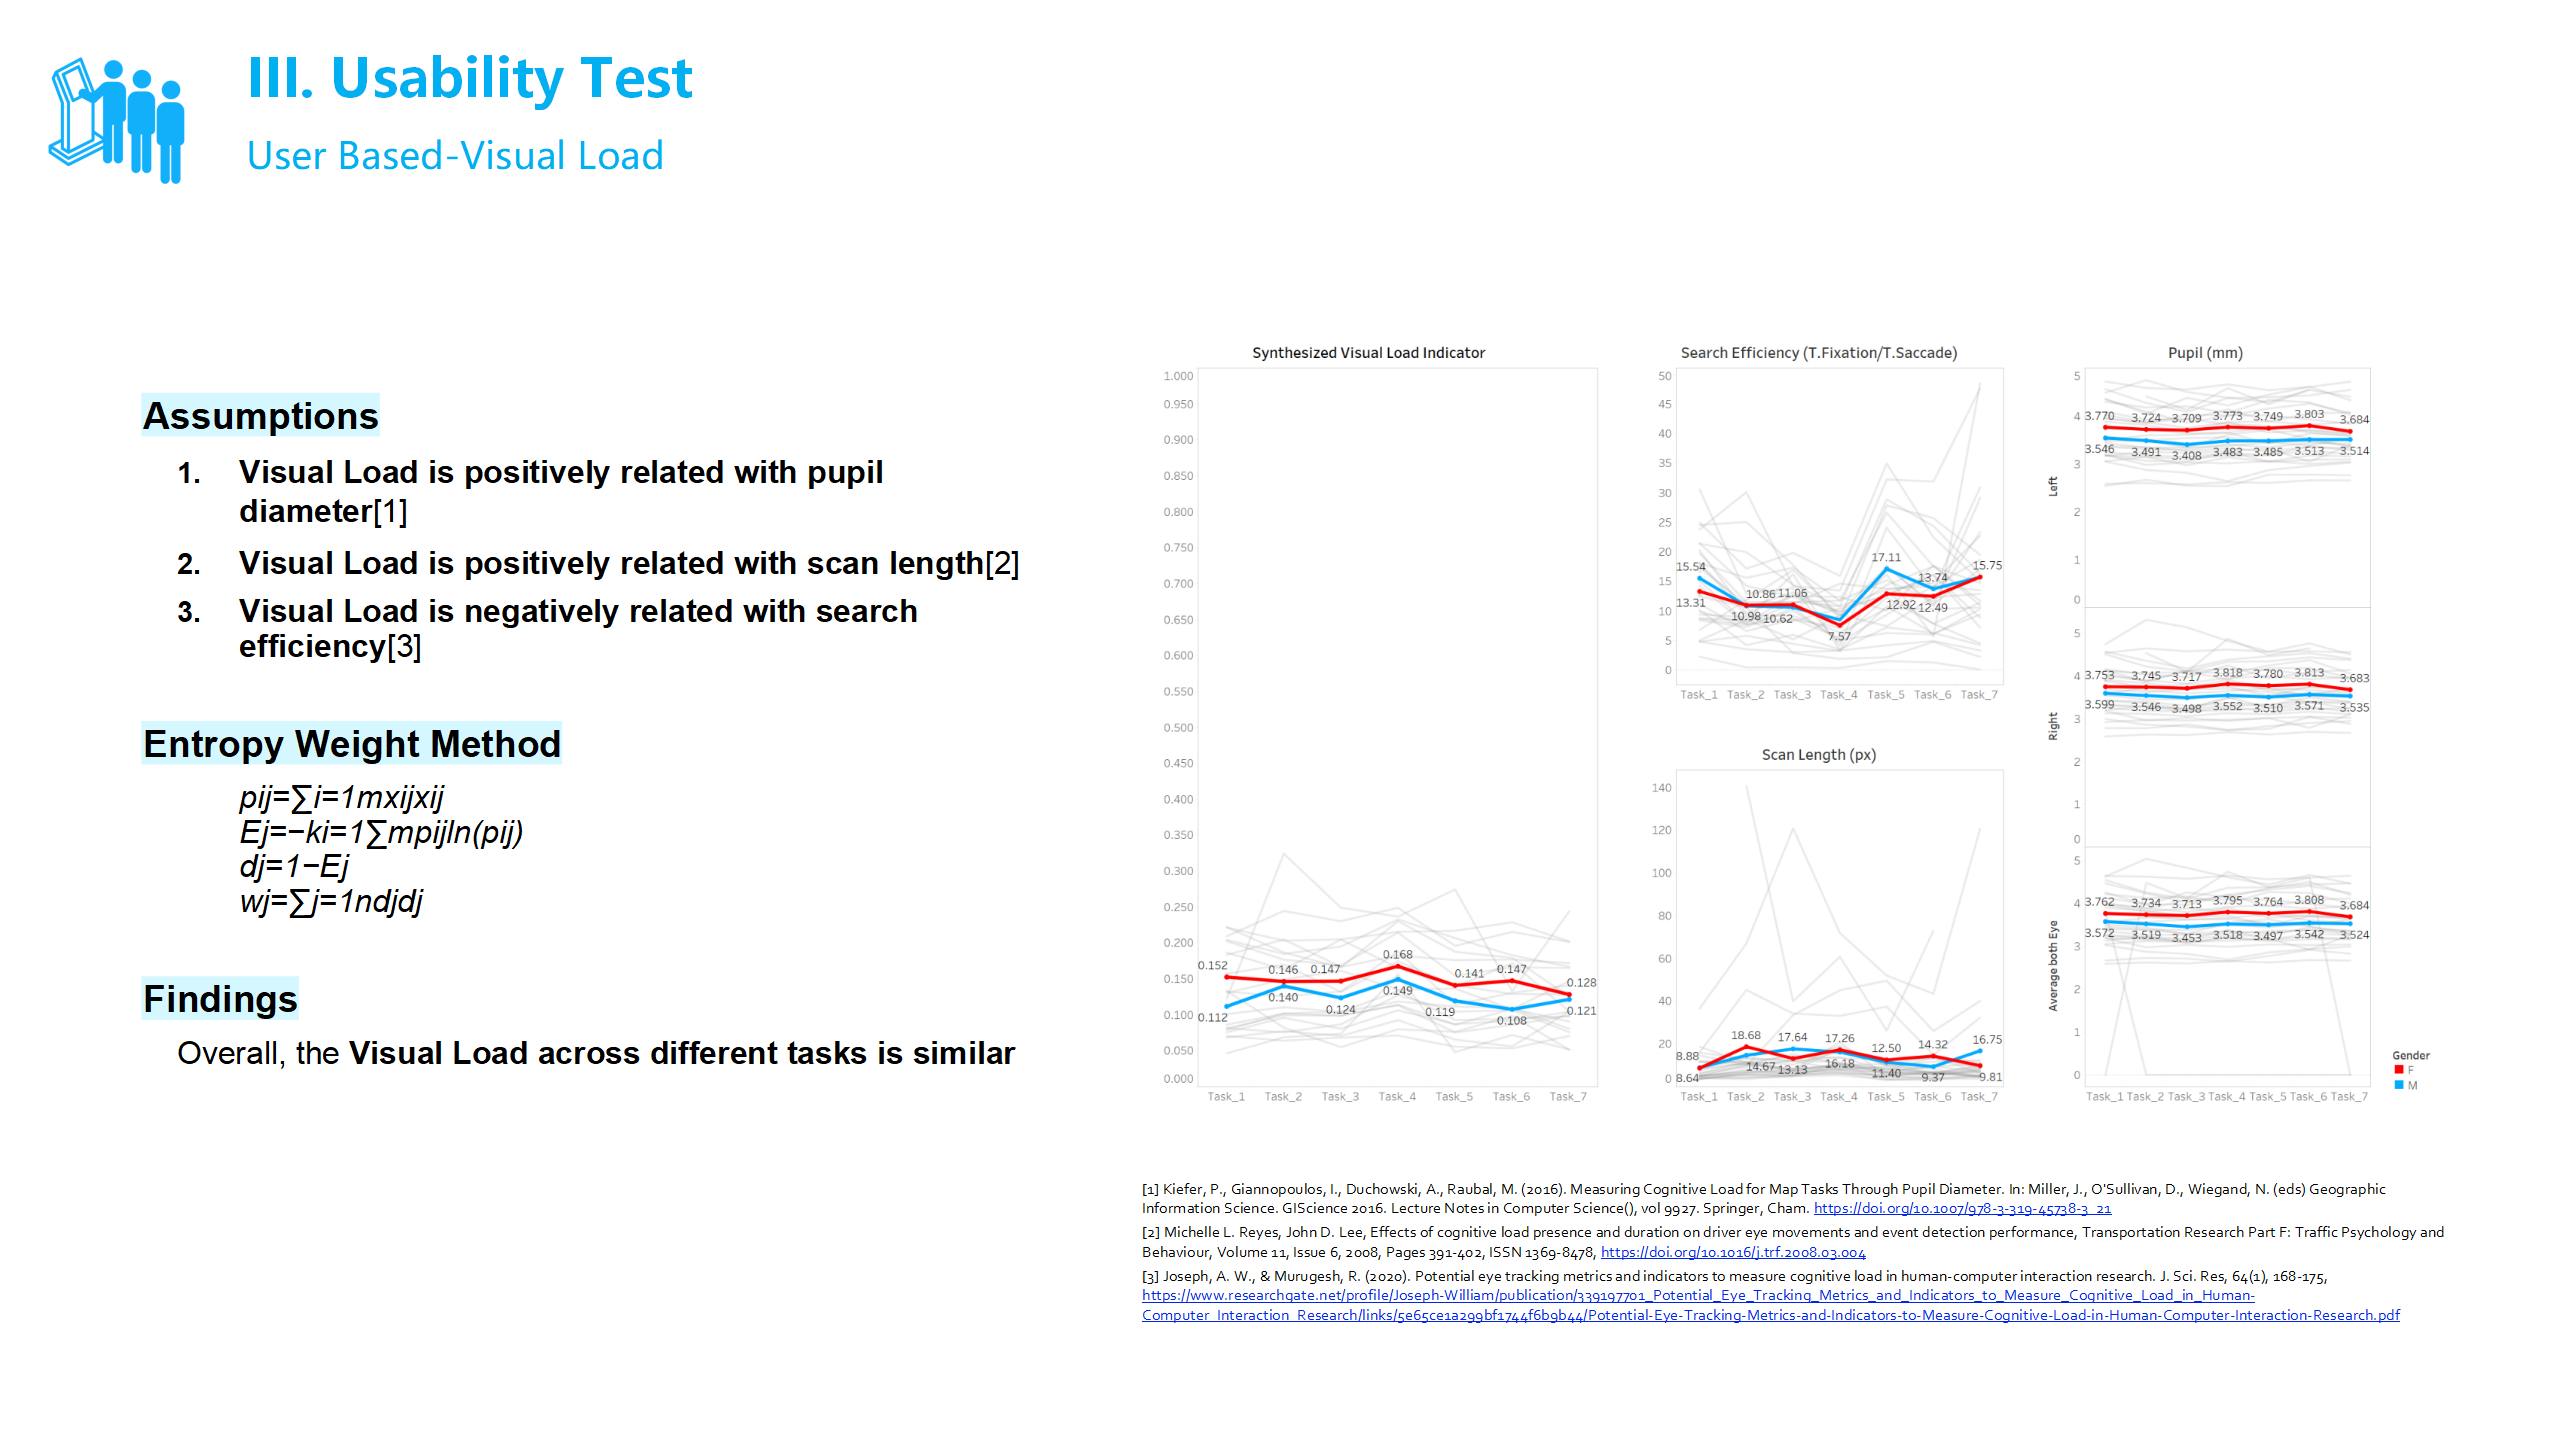 III. Usability Test
User Based-Visual Load
Assumptions
1. Visual Load is positively related with pupil
diameter[1]
2. Visual Load is positively related with scan length[2]
3. Visual Load is negatively related with search
efficiency[3]
Entropy Weight Method
pij=∑i=1mxijxij
Ej=−ki=1∑mpijln(pij)
dj=1−Ej
wj=∑j=1ndjdj
Findings
Overall, the Visual Load across different tasks is similar
Synthesized Visual Load Indicator
1.000
0.950
0.900
0.850
0.800
0.750
0.700
0.650
0.600
0.550
0.500
0.450
0.400
0.350
0.300
0.250
0.200
0.150
0.100
0.050
0.000
0.152 0.146 0.147 0.168 0.141 0.147 0.128
0.112 0.140 0.124 0.149 0.119 0.108 0.121
Task_1 Task_2 Task_3 Task_4 Task_5 Task_6 Task_7
Search Efficiency (T.Fixation/T.Saccade)
50
45
40
35
30
25
20
15
10
5
0
15.54 10.86 11.06 17.11 13.74 15.75
13.31 10.98 10.62 7.57 12.92 12.49
Task_1 Task_2 Task_3 Task_4 Task_5 Task_6 Task_7
Scan Length (px)
140
120
100
80
60
40
20
0
8.88 18.68 17.64 17.26 12.50 14.32 16.75
8.64 14.67 13.13 16.18 11.40 9.37 9.81
Task_1 Task_2 Task_3 Task_4 Task_5 Task_6 Task_7
Pupil (mm)
Left
5
4
3
2
1
0
3.770 3.724 3.709 3.773 3.749 3.803 3.684
3.546 3.491 3.408 3.483 3.485 3.513 3.514
Right
5
4
3
2
1
0
3.753 3.745 3.717 3.818 3.780 3.813 3.683
3.599 3.546 3.498 3.552 3.510 3.571 3.535
Average both Eye
5
4
3
2
1
0
3.762 3.734 3.713 3.795 3.764 3.808 3.684
3.572 3.519 3.453 3.518 3.497 3.542 3.524
Task_1 Task_2 Task_3 Task_4 Task_5 Task_6 Task_7
Gender
F
M
[1] Kiefer, P., Giannopoulos, I., Duchowski, A., Raubal, M. (2016). Measuring Cognitive Load for Map Tasks Through Pupil Diameter. In: Miller, J., O'Sullivan, D., Wiegand, N. (eds) Geographic
Information Science. GIScience 2016. Lecture Notes in Computer Science(), vol 9927. Springer, Cham. https://doi.org/10.1007/978-3-319-45738-3_21
[2] Michelle L. Reyes, John D. Lee, Effects of cognitive load presence and duration on driver eye movements and event detection performance, Transportation Research Part F: Traffic Psychology and
Behaviour, Volume 11, Issue 6, 2008, Pages 391-402, ISSN 1369-8478, https://doi.org/10.1016/j.trf.2008.03.004
[3] Joseph, A. W., & Murugesh, R. (2020). Potential eye tracking metrics and indicators to measure cognitive load in human-computer interaction research. J. Sci. Res, 64(1), 168-175,
https://www.researchgate.net/profile/Joseph-William/publication/339197701_Potential_Eye_Tracking_Metrics_and_Indicators_to_Measure_Cognitive_Load_in_Human-
Computer_Interaction_Research/links/5e65ce1a299bf1744f6b9b44/Potential-Eye-Tracking-Metrics-and-Indicators-to-Measure-Cognitive-Load-in-Human-Computer-Interaction-Research.pdf